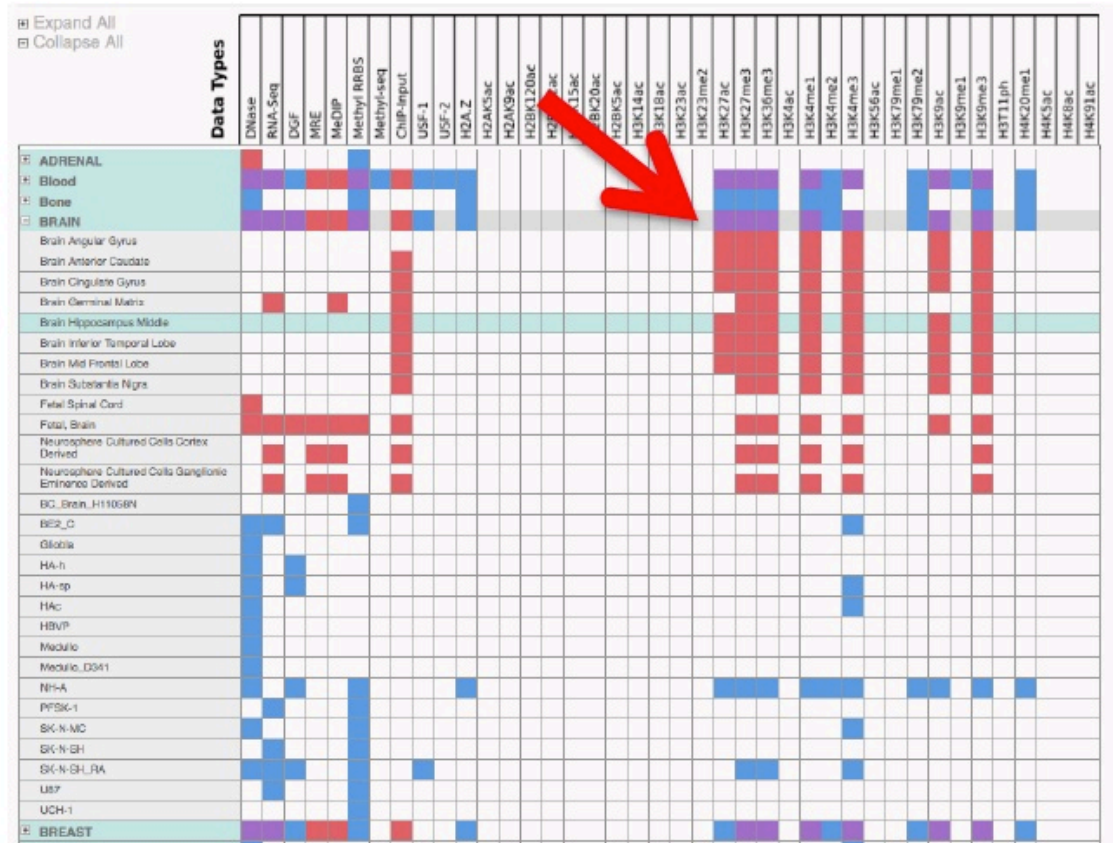 Expand All
Collapse All
Data Types
DNase
RNA-Seq
DGF
MRE
MeDIP
Methyl RRBS
Methyl-seq
ChIP-Input
USF-1
USF-2
H2A.Z
H2AK5ac
H2AK9ac
H2BK120ac
H2BK5ac
H3K14ac
H3K18ac
H3K23ac
H3K23me2
H3K27ac
H3K27me3
H3K36me3
H3K4ac
H3K4me1
H3K4me2
H3K4me3
H3K56ac
H3K79me1
H3K79me2
H3K9ac
H3K9me1
H3K9me3
H3T11ph
H4K20me1
H4K5ac
H4K8ac
H4K91ac
ADRENAL
Blood
Bone
BRAIN
Brain Angular Gyrus
Brain Anterior Caudate
Brain Cingulate Gyrus
Brain Germinal Matrix
Brain Hippocampus Middle
Brain Inferior Temporal Lobe
Brain Mid Frontal Lobe
Brain Substantia Nigra
Fetal Spinal Cord
Fetal, Brain
Neurosphere Cultured Cells Cortex
Derived
Neurosphere Cultured Cells Ganglionic
Eminence Derived
BC_Brain_H11058N
BE2_C
Gliobla
HA-h
HA-sp
HAc
HBVP
Medullo
Medullo_D341
NH-A
PFSK-1
SK-N-MC
SK-N-SH
SK-N-SH_RA
U87
UCH-1
BREAST